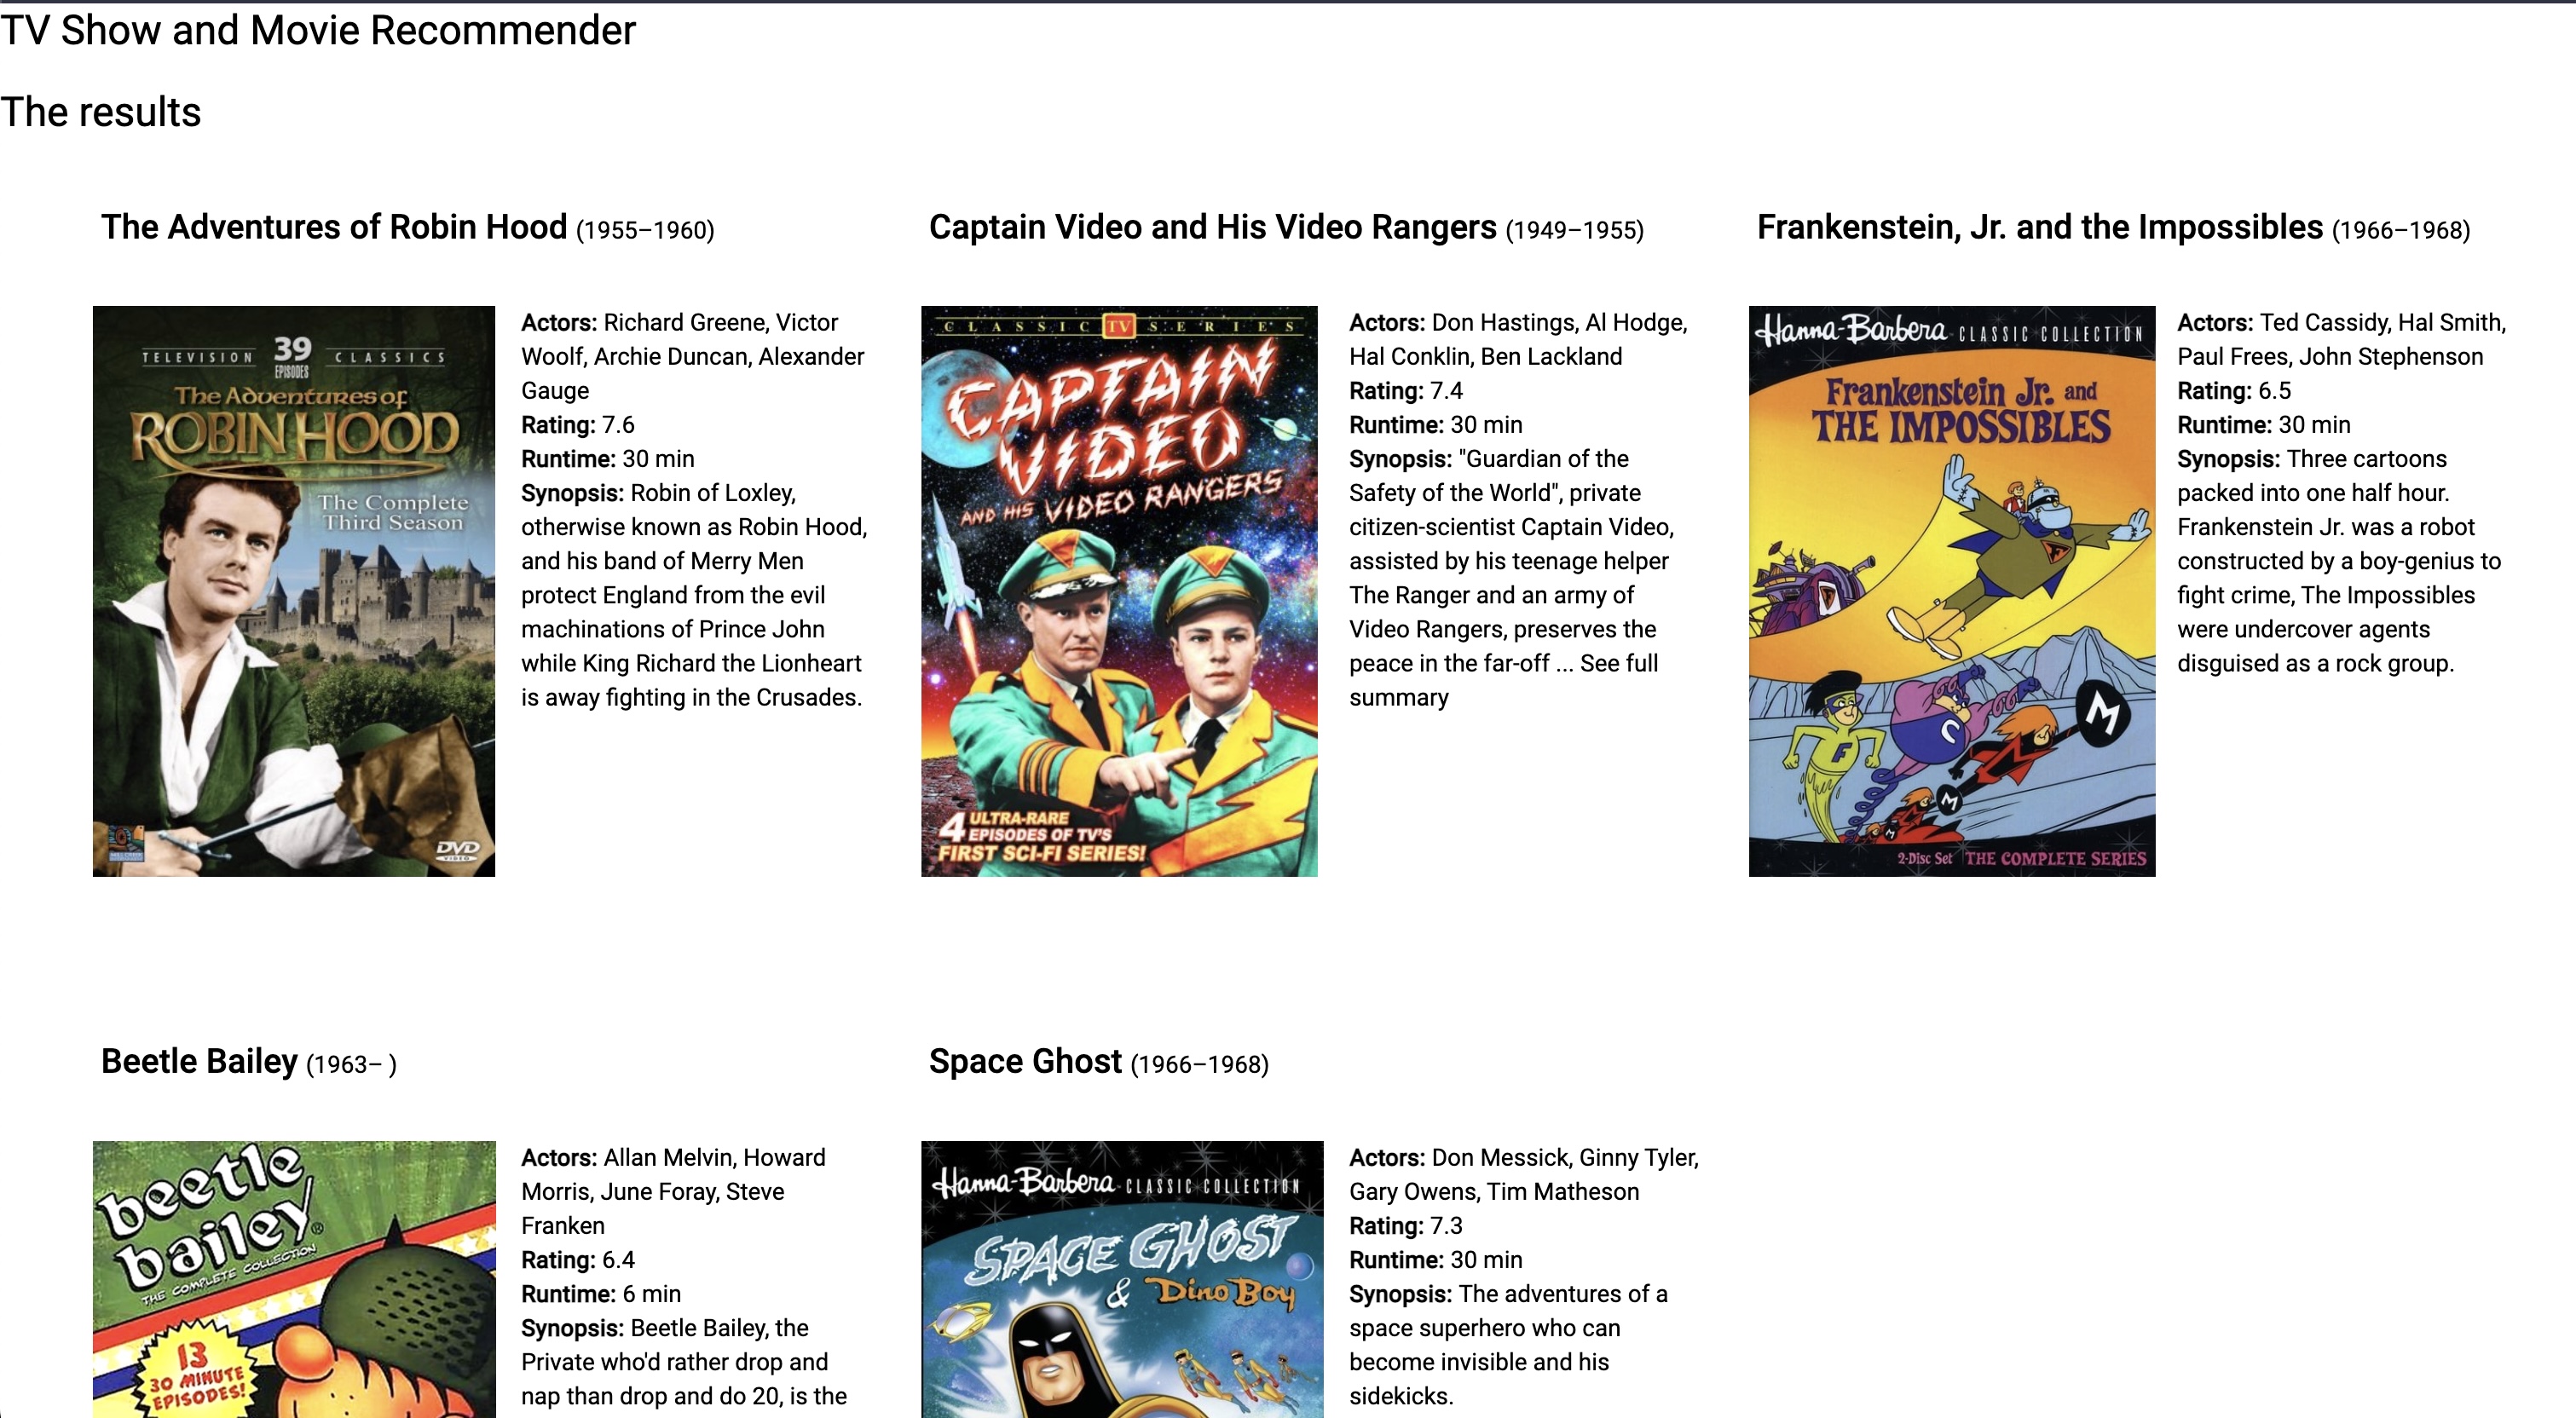 TV Show and Movie Recommender
The results
The Adventures of Robin Hood (1955–1960)
TELEVISION 39 CLASSICS
EPISODES
The Adventures of
ROBIN HOOD
The Complete
Third Season
DVD
VIDEO
Actors: Richard Greene, Victor
Woolf, Archie Duncan, Alexander
Gauge
Rating: 7.6
Runtime: 30 min
Synopsis: Robin of Loxley,
otherwise known as Robin Hood,
and his band of Merry Men
protect England from the evil
machinations of Prince John
while King Richard the Lionheart
is away fighting in the Crusades.
Captain Video and His Video Rangers (1949–1955)
CLASSIC TV SERIES
CAPTAIN
VIDEO
AND HIS VIDEO RANGERS
4 ULTRA-RARE
EPISODES OF TV'S
FIRST SCI-FI SERIES!
Actors: Don Hastings, Al Hodge,
Hal Conklin, Ben Lackland
Rating: 7.4
Runtime: 30 min
Synopsis: "Guardian of the
Safety of the World", private
citizen-scientist Captain Video,
assisted by his teenage helper
The Ranger and an army of
Video Rangers, preserves the
peace in the far-off ... See full
summary
Frankenstein, Jr. and the Impossibles (1966–1968)
Hanna-Barbera CLASSIC COLLECTION
Frankenstein Jr. and
THE IMPOSSIBLES
F
C
M
M
M
2-Disc Set THE COMPLETE SERIES
Actors: Ted Cassidy, Hal Smith,
Paul Frees, John Stephenson
Rating: 6.5
Runtime: 30 min
Synopsis: Three cartoons
packed into one half hour.
Frankenstein Jr. was a robot
constructed by a boy-genius to
fight crime, The Impossibles
were undercover agents
disguised as a rock group.
Beetle Bailey (1963– )
beetle
bailey®
THE COMPLETE COLLECTION
13
30 MINUTE
EPISODES!
Actors: Allan Melvin, Howard
Morris, June Foray, Steve
Franken
Rating: 6.4
Runtime: 6 min
Synopsis: Beetle Bailey, the
Private who'd rather drop and
nap than drop and do 20, is the
Space Ghost (1966–1968)
Hanna-Barbera CLASSIC COLLECTION
SPACE GHOST
& Dino Boy
Actors: Don Messick, Ginny Tyler,
Gary Owens, Tim Matheson
Rating: 7.3
Runtime: 30 min
Synopsis: The adventures of a
space superhero who can
become invisible and his
sidekicks.